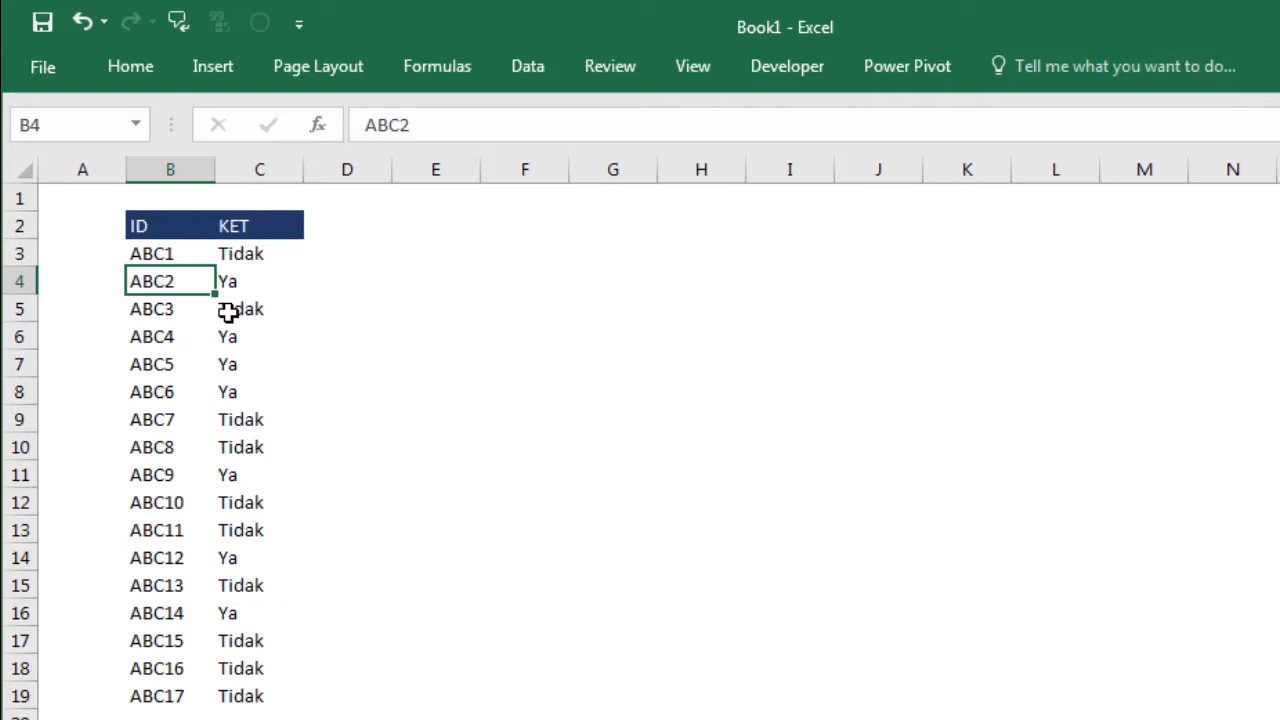 Book1 - Excel
File Home Insert Page Layout Formulas Data Review View Developer Power Pivot Tell me what you want to do...
B4 fx ABC2
A B C D E F G H I J K L M N
1
2 ID KET
3 ABC1 Tidak
4 ABC2 Ya
5 ABC3 Tidak
6 ABC4 Ya
7 ABC5 Ya
8 ABC6 Ya
9 ABC7 Tidak
10 ABC8 Tidak
11 ABC9 Ya
12 ABC10 Tidak
13 ABC11 Tidak
14 ABC12 Ya
15 ABC13 Tidak
16 ABC14 Ya
17 ABC15 Tidak
18 ABC16 Tidak
19 ABC17 Tidak